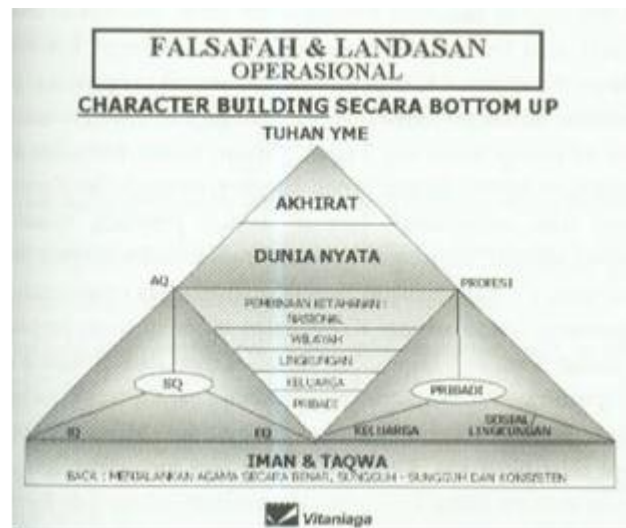 FALSAFAH & LANDASAN
OPERASIONAL
CHARACTER BUILDING SECARA BOTTOM UP
TUHAN YME
AKHIRAT
DUNIA NYATA
AQ
PROFESI
PEMBINAAN KETAHANAN :
NASIONAL
WILAYAH
LINGKUNGAN
KELUARGA
PRIBADI
SQ
PRIBADI
IQ
EQ
KELUARGA
SOSIAL/
LINGKUNGAN
IMAN & TAQWA
BACK : MENJALANKAN AGAMA SECARA BENAR, SUNGGUH - SUNGGUH DAN KONSISTEN
Vitaniaga